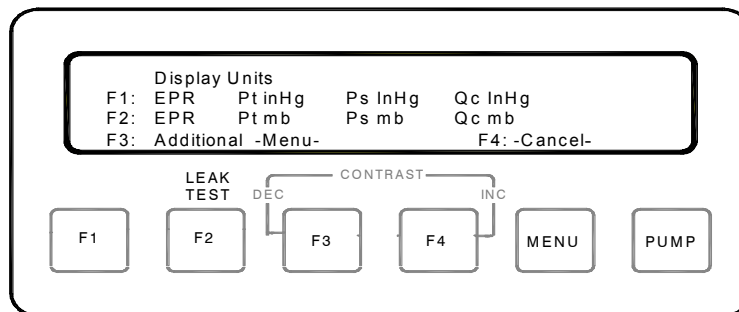 Display Units
F1: EPR Pt inHg Ps InHg Qc InHg
F2: EPR Pt mb Ps mb Qc mb
F3: Additional -Menu- F4: -Cancel-
LEAK
TEST
CONTRAST
DEC
INC
F1
F2
F3
F4
MENU
PUMP